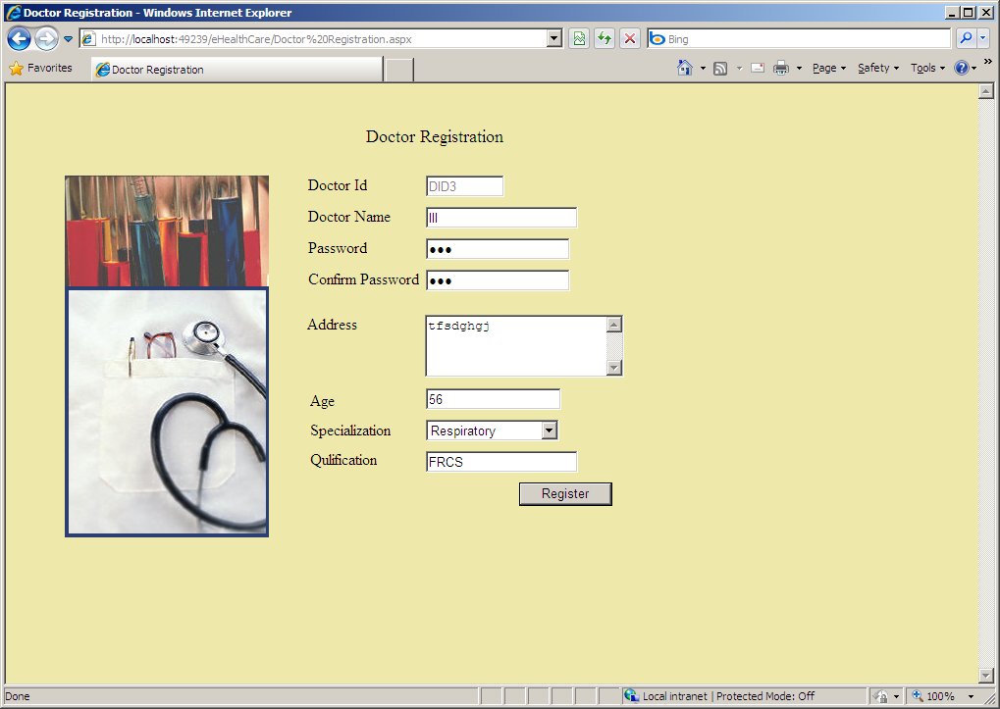 Doctor Registration - Windows Internet Explorer
http://localhost:49239/eHealthCare/Doctor%20Registration.aspx
Bing
Favorites
Doctor Registration
Page
Safety
Tools
Doctor Registration
Doctor Id
DID3
Doctor Name
lll
Password
●●●
Confirm Password
●●●
Address
tfsdghgj
Age
56
Specialization
Respiratory
Qulification
FRCS
Register
Done
Local intranet | Protected Mode: Off
100%